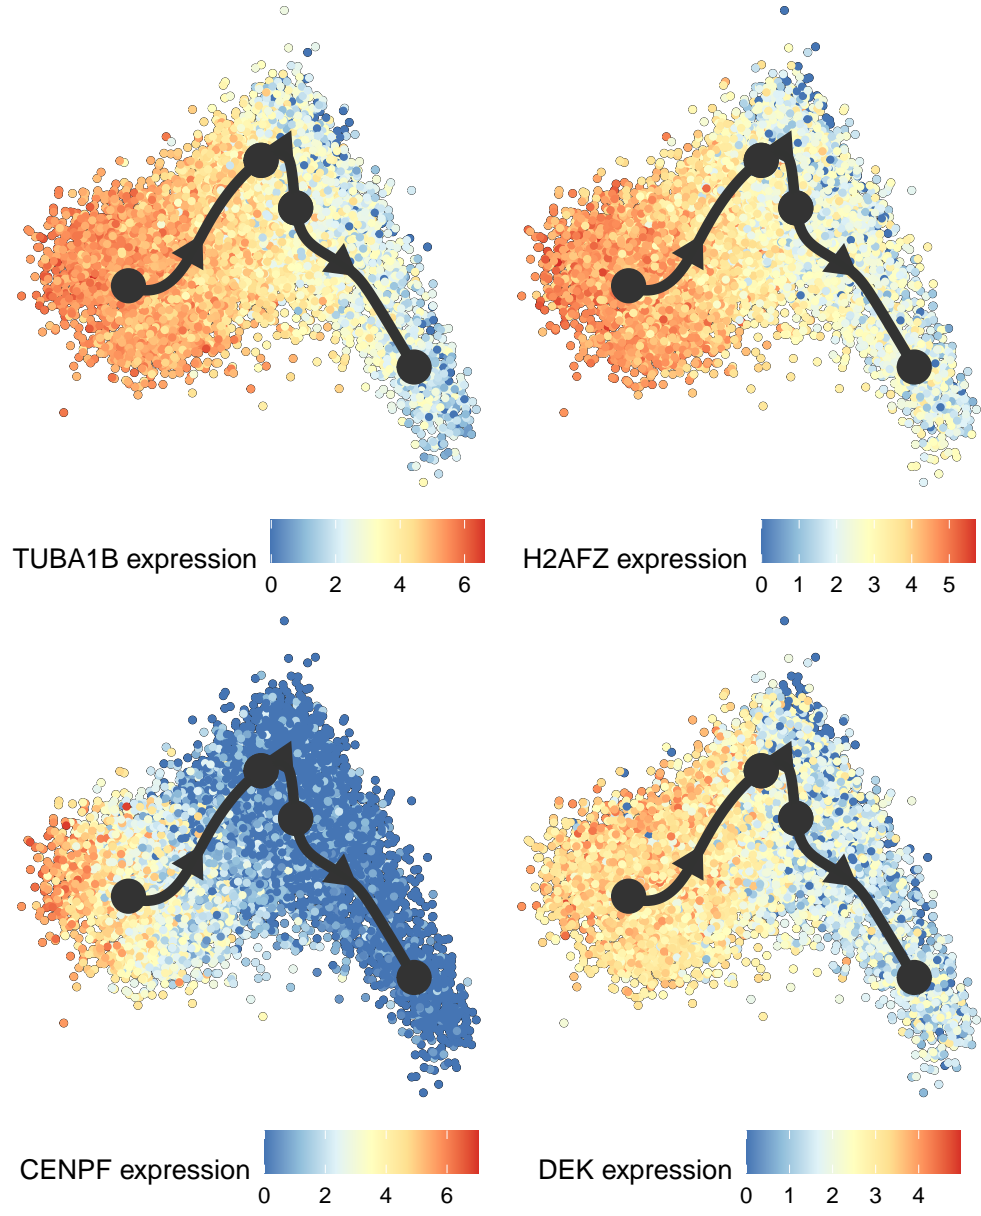 TUBA1B expression
0 2 4 6
H2AFZ expression
0 1 2 3 4 5
CENPF expression
0 2 4 6
DEK expression
0 1 2 3 4